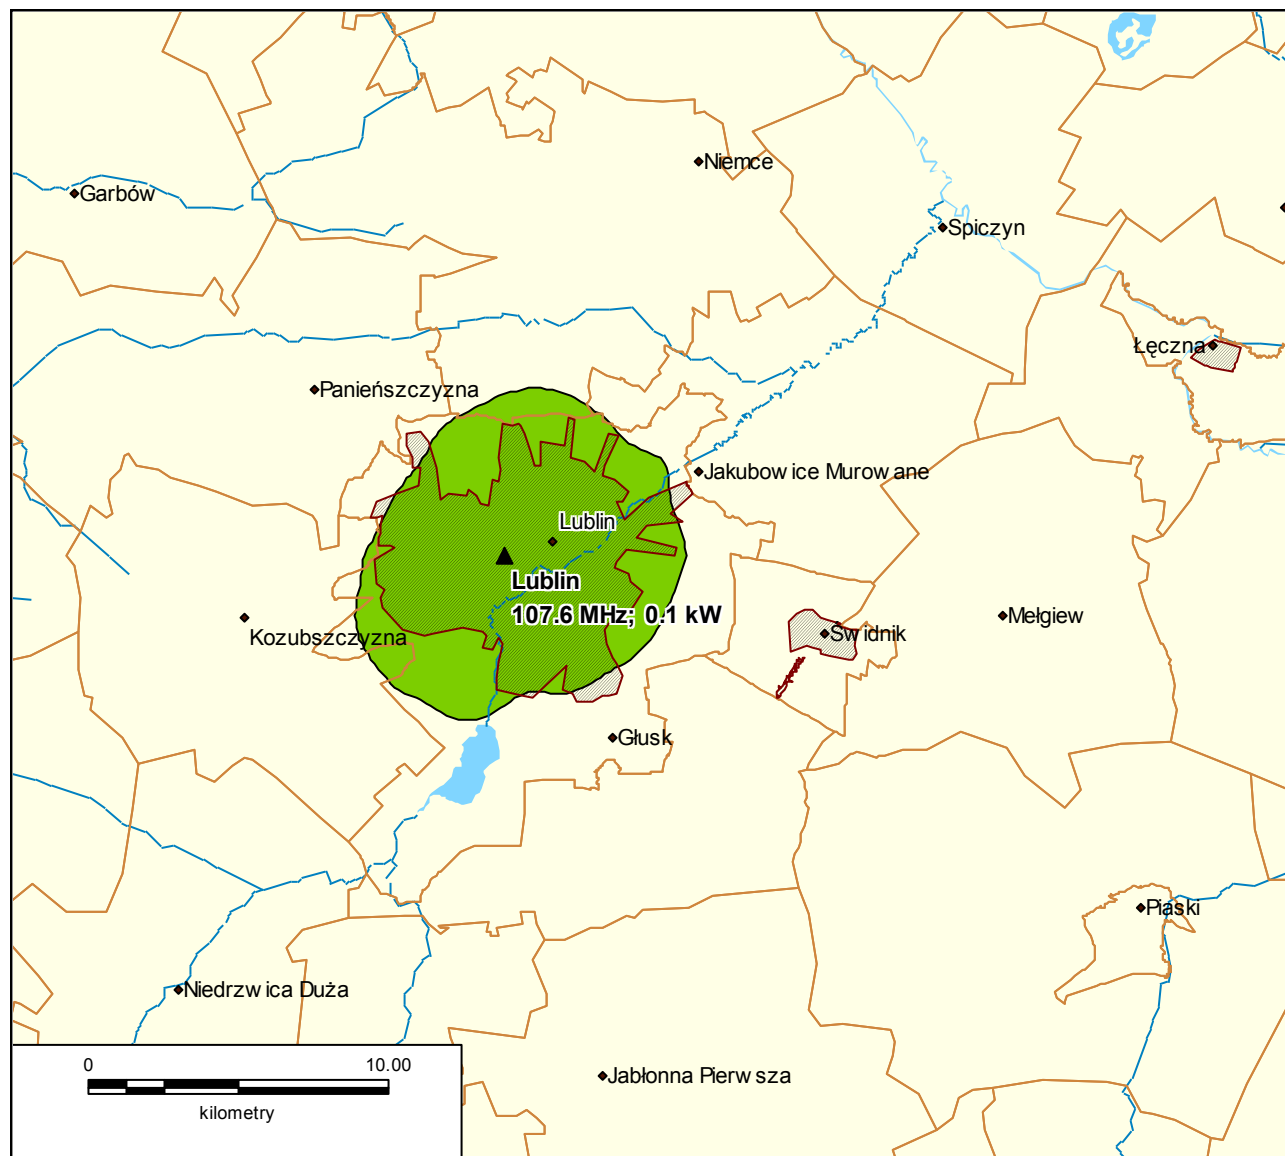 Niemce
Garbów
Spiczyn
Łęczna
Panieńszczyzna
Jakubowice Murowane
Lublin
Lublin
107.6 MHz; 0.1 kW
Mełgiew
Świdnik
Kozubszczyzna
Głusk
Piaski
Niedrzwica Duża
Jabłonna Pierwsza
0 10.00
kilometry